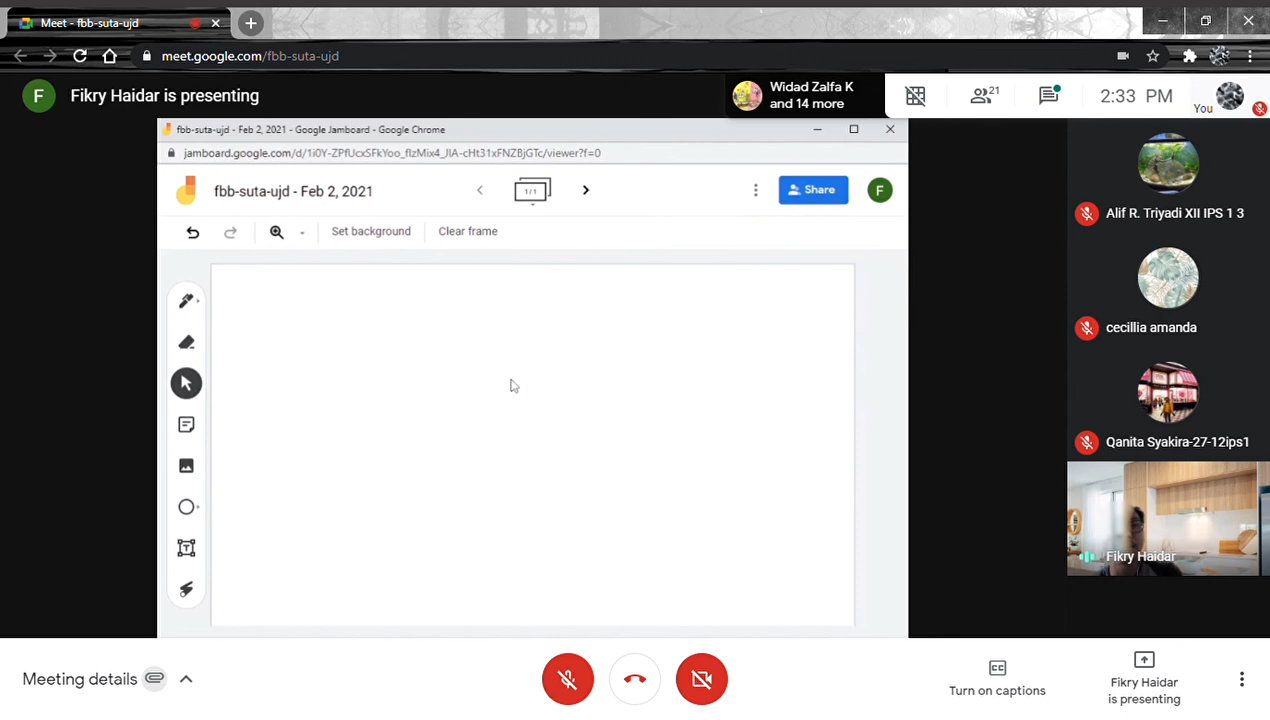 Meet - fbb-suta-ujd
meet.google.com/fbb-suta-ujd
F
Fikry Haidar is presenting
Widad Zalfa K
and 14 more
21
2:33 PM
You
fbb-suta-ujd - Feb 2, 2021 - Google Jamboard - Google Chrome
jamboard.google.com/d/1i0Y-ZPfUcxSFkYoo_fIzMix4_JIA-cHt31xFNZBjGTc/viewer?f=0
fbb-suta-ujd - Feb 2, 2021
1/1
Share
F
Set background
Clear frame
Alif R. Triyadi XII IPS 1 3
cecillia amanda
Qanita Syakira-27-12ips1
Fikry Haidar
Meeting details
Turn on captions
Fikry Haidar
is presenting